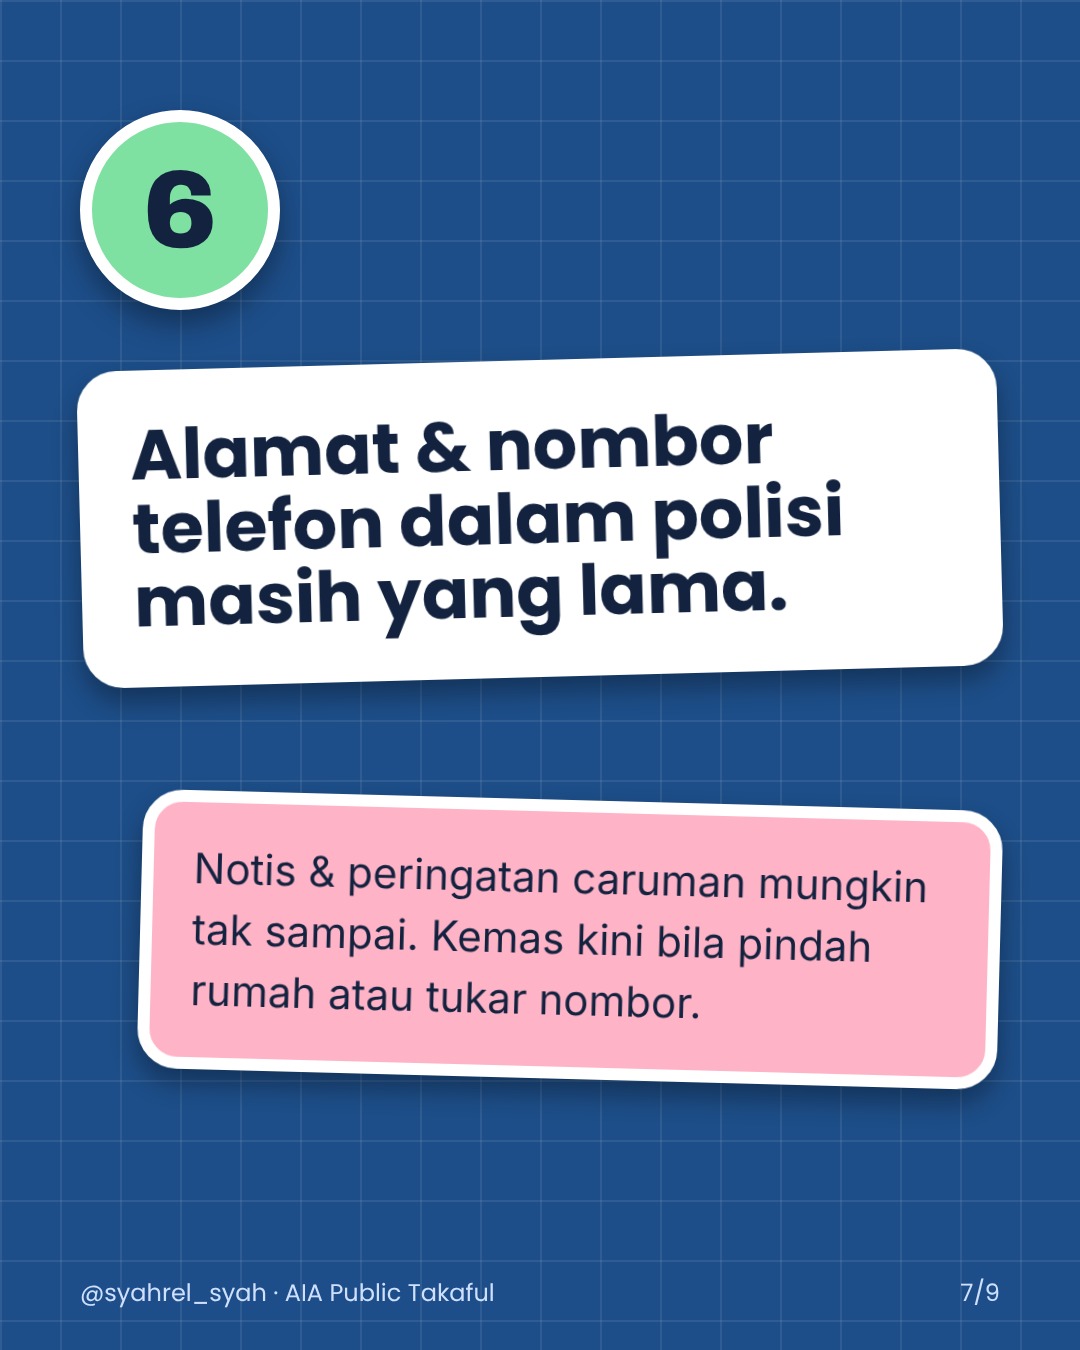 6
Alamat & nombor
telefon dalam polisi
masih yang lama.
Notis & peringatan caruman mungkin
tak sampai. Kemas kini bila pindah
rumah atau tukar nombor.
@syahrel_syah · AIA Public Takaful
7/9